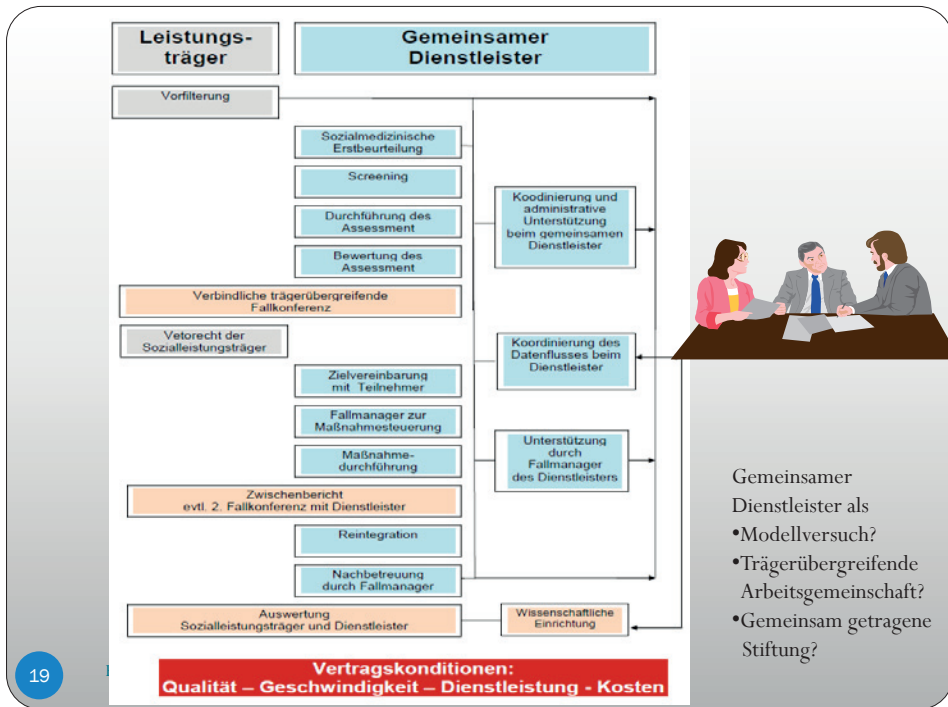 Leistungs-
träger
Gemeinsamer
Dienstleister
Vorfilterung
Sozialmedizinische
Erstbeurteilung
Screening
Durchführung des
Assessment
Bewertung des
Assessment
Koodinierung und
administrative
Unterstützung
beim gemeinsamen
Dienstleister
Verbindliche trägerübergreifende
Fallkonferenz
Vetorecht der
Sozialleistungsträger
Koordinierung des
Datenflusses beim
Dienstleister
Zielvereinbarung
mit Teilnehmer
Fallmanager zur
Maßnahmesteuerung
Maßnahme-
durchführung
Unterstützung
durch
Fallmanager
des Dienstleisters
Zwischenbericht
evtl. 2. Fallkonferenz mit Dienstleister
Reintegration
Nachbetreuung
durch Fallmanager
Auswertung
Sozialleistungsträger und Dienstleister
Wissenschaftliche
Einrichtung
Vertragskonditionen:
Qualität – Geschwindigkeit – Dienstleistung - Kosten
Gemeinsamer
Dienstleister als
•Modellversuch?
•Trägerübergreifende
Arbeitsgemeinschaft?
•Gemeinsam getragene
Stiftung?
19